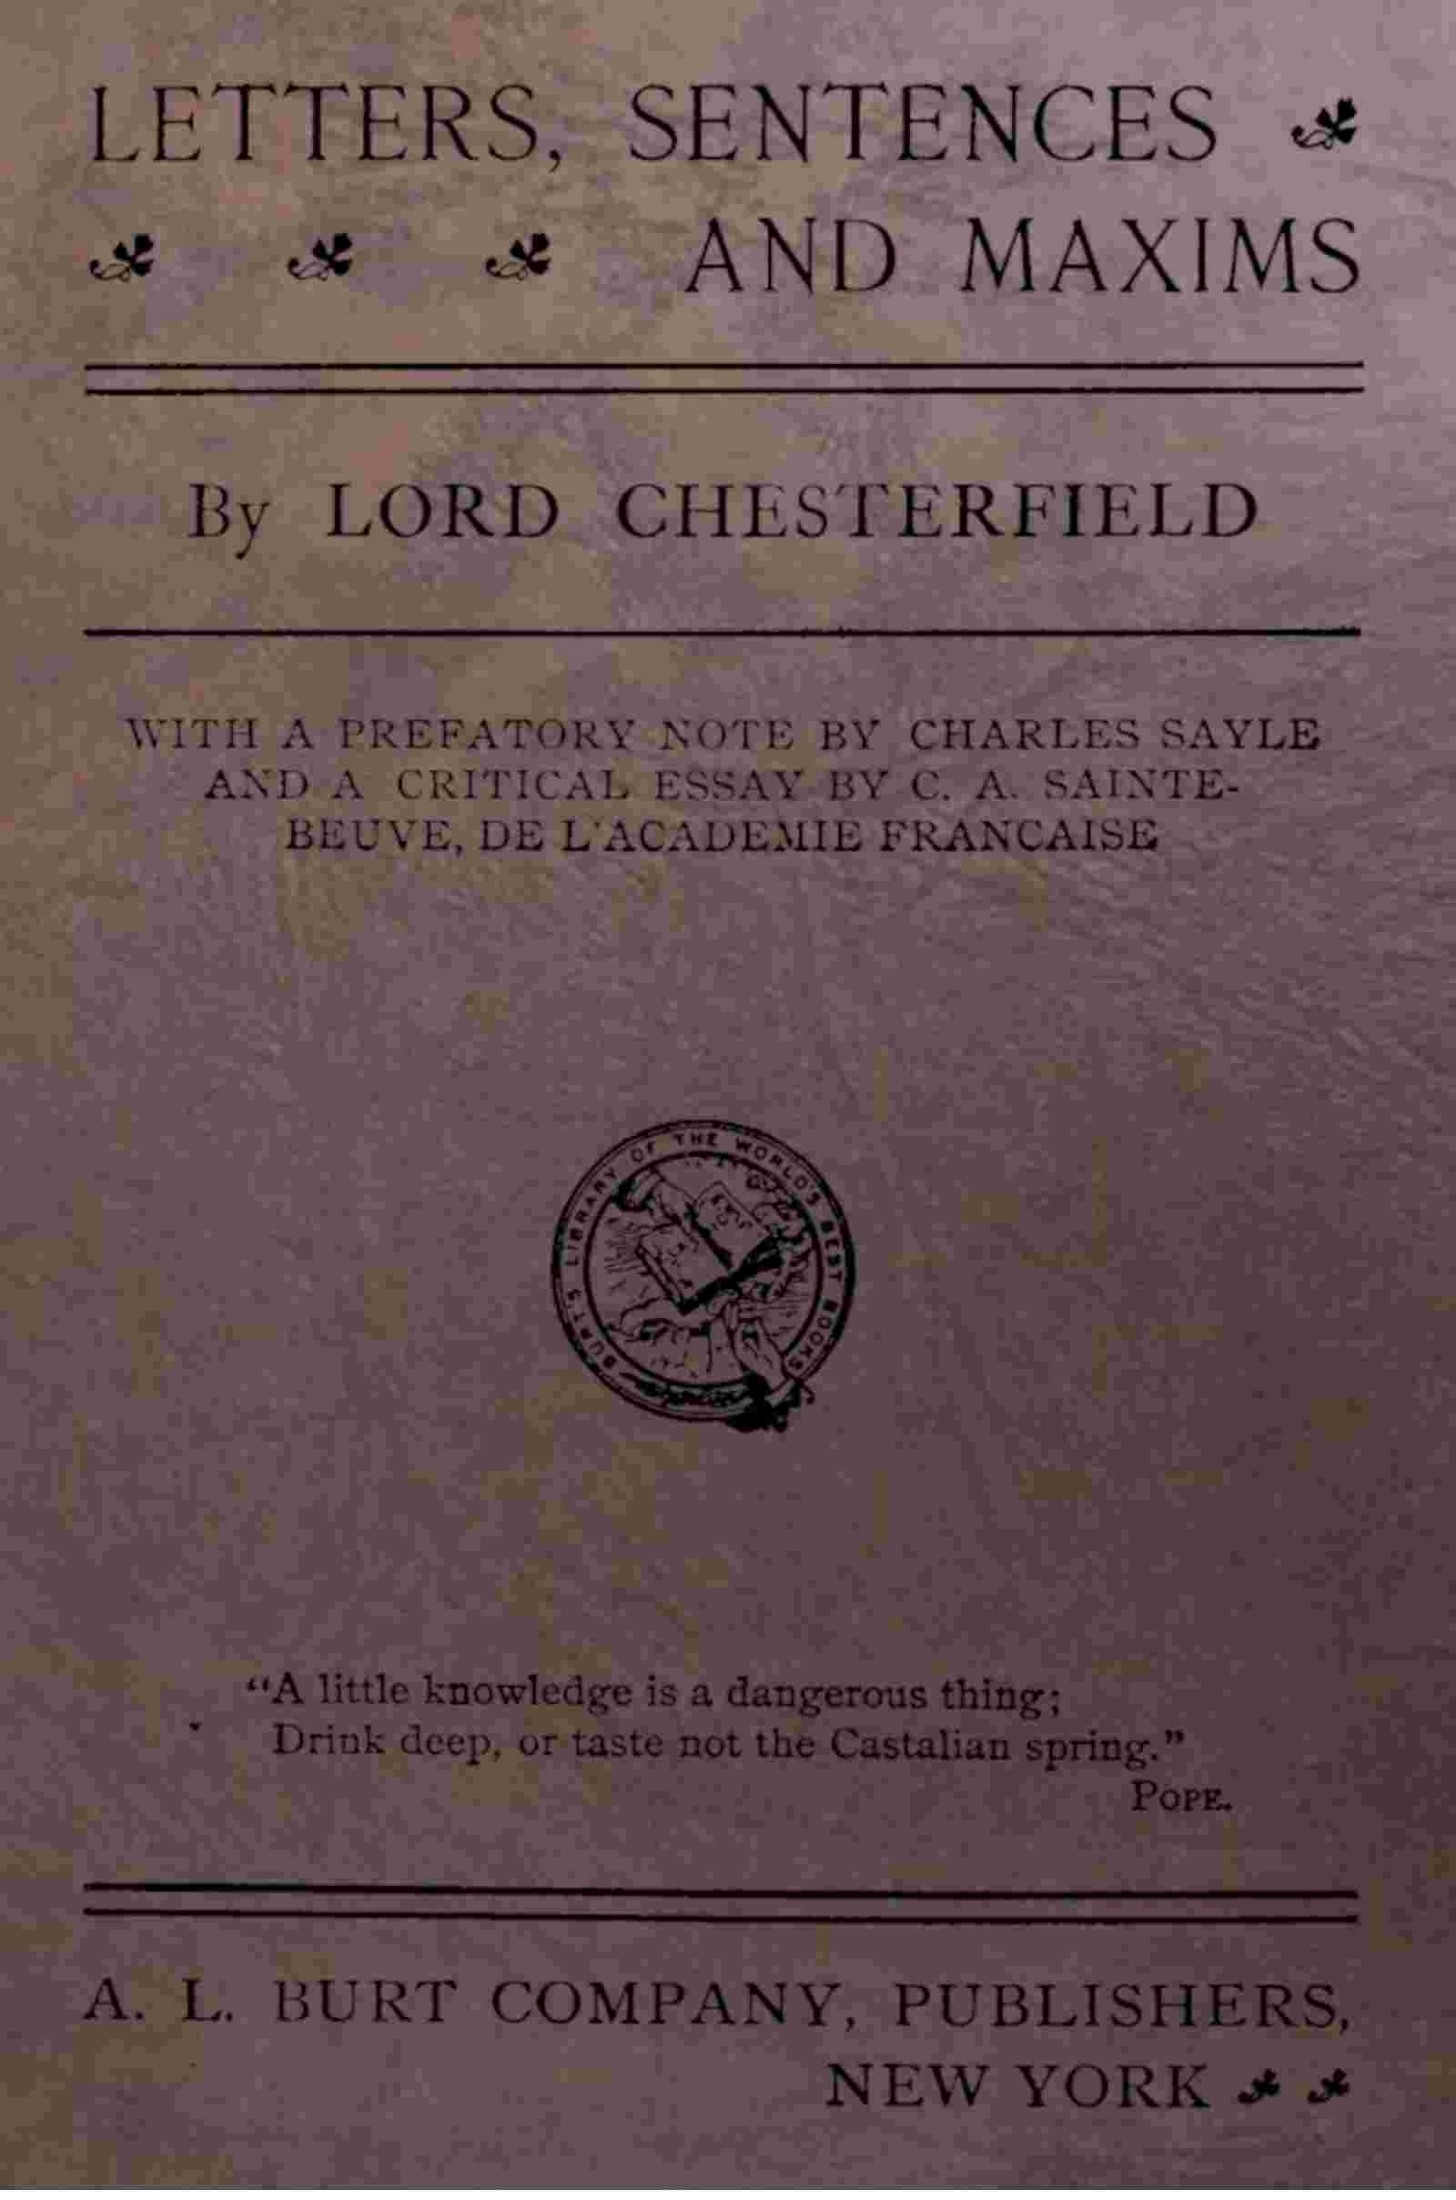 LETTERS, SENTENCES
AND MAXIMS
By LORD CHESTERFIELD
WITH A PREFATORY NOTE BY CHARLES SAYLE
AND A CRITICAL ESSAY BY C. A. SAINTE-
BEUVE, DE L'ACADEMIE FRANCAISE
BURT'S LIBRARY OF THE WORLDS BEST BOOKS
“A little knowledge is a dangerous thing;
Drink deep, or taste not the Castalian spring.”
POPE.
A. L. BURT COMPANY, PUBLISHERS,
NEW YORK